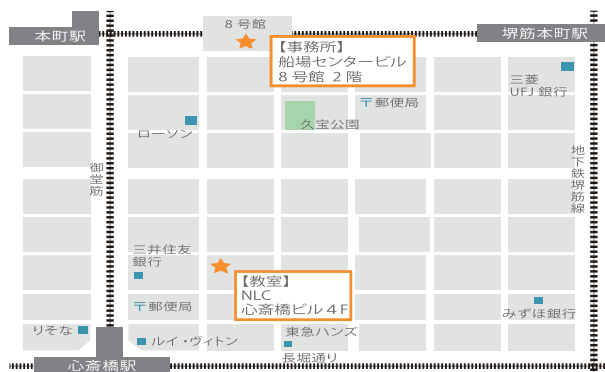 8号館
本町駅
堺筋本町駅
【事務所】
船場センタービル
8号館2階
三菱
UFJ銀行
〒郵便局
久宝公園
ローソン
御堂筋
地下鉄堺筋線
三井住友
銀行
【教室】
NLC
心斎橋ビル4F
〒郵便局
みずほ銀行
りそな
ルイ・ヴィトン
東急ハンズ
長堀通り
心斎橋駅